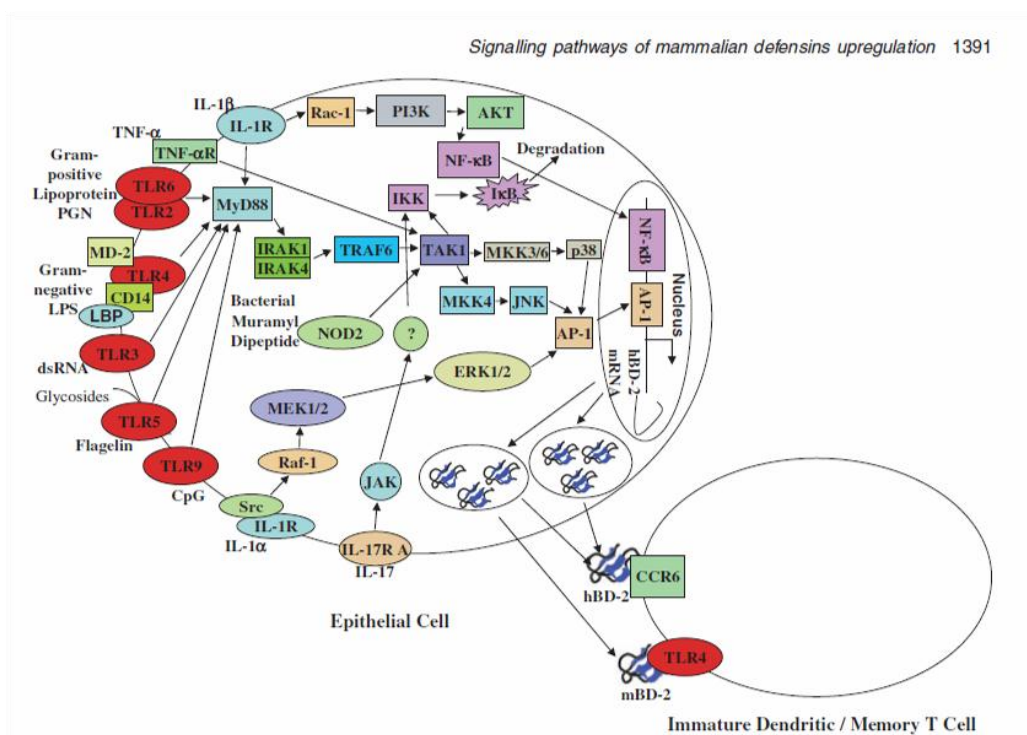 Signalling pathways of mammalian defensins upregulation 1391
IL-1β
IL-1R
Rac-1
PI3K
AKT
TNF-α
TNF-αR
NF-κB
Degradation
Gram-
positive
Lipoprotein
PGN
TLR6
TLR2
MyD88
IKK
IκB
NF-κB
MD-2
IRAK1
IRAK4
TRAF6
TAK1
MKK3/6
p38
Nucleus
Gram-
negative
LPS
TLR4
CD14
LBP
Bacterial
Muramyl
Dipeptide
NOD2
?
MKK4
JNK
AP-1
AP-1
dsRNA
TLR3
ERK1/2
hBD-2
mRNA
Glycosides
MEK1/2
TLR5
Flagelin
TLR9
CpG
Raf-1
JAK
Src
IL-1R
IL-1α
IL-17R A
IL-17
hBD-2
CCR6
Epithelial Cell
TLR4
mBD-2
Immature Dendritic / Memory T Cell